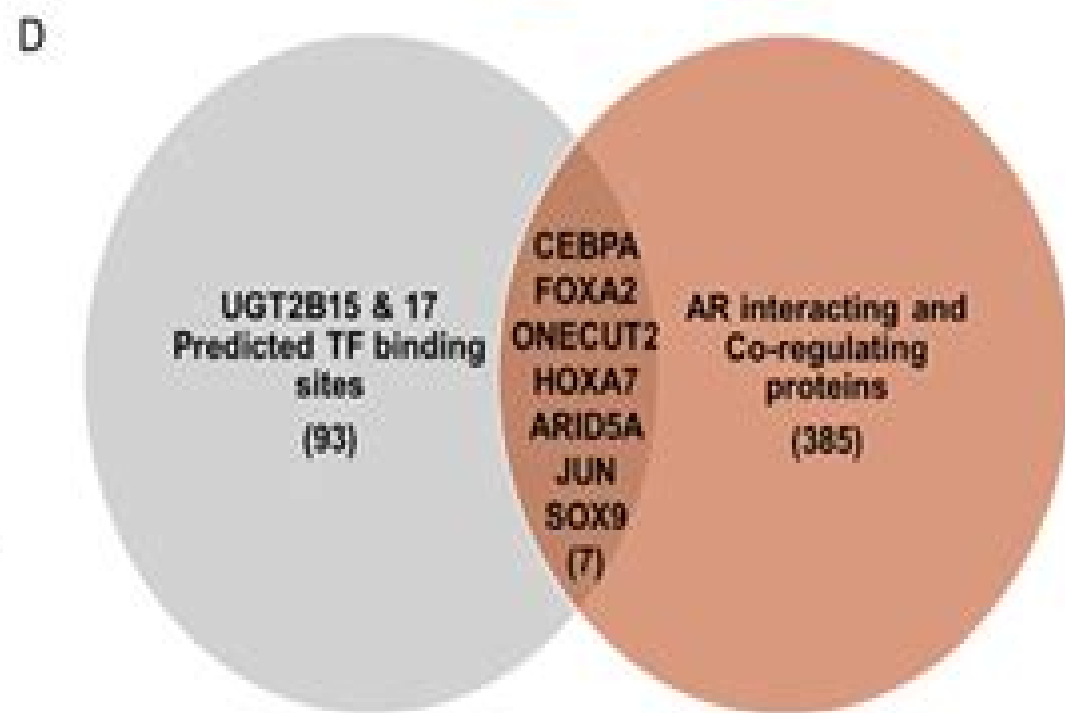 D
UGT2B15 & 17
Predicted TF binding
sites
(93)
CEBPA
FOXA2
ONECUT2
HOXA7
ARID5A
JUN
SOX9
(7)
AR interacting and
Co-regulating
proteins
(385)